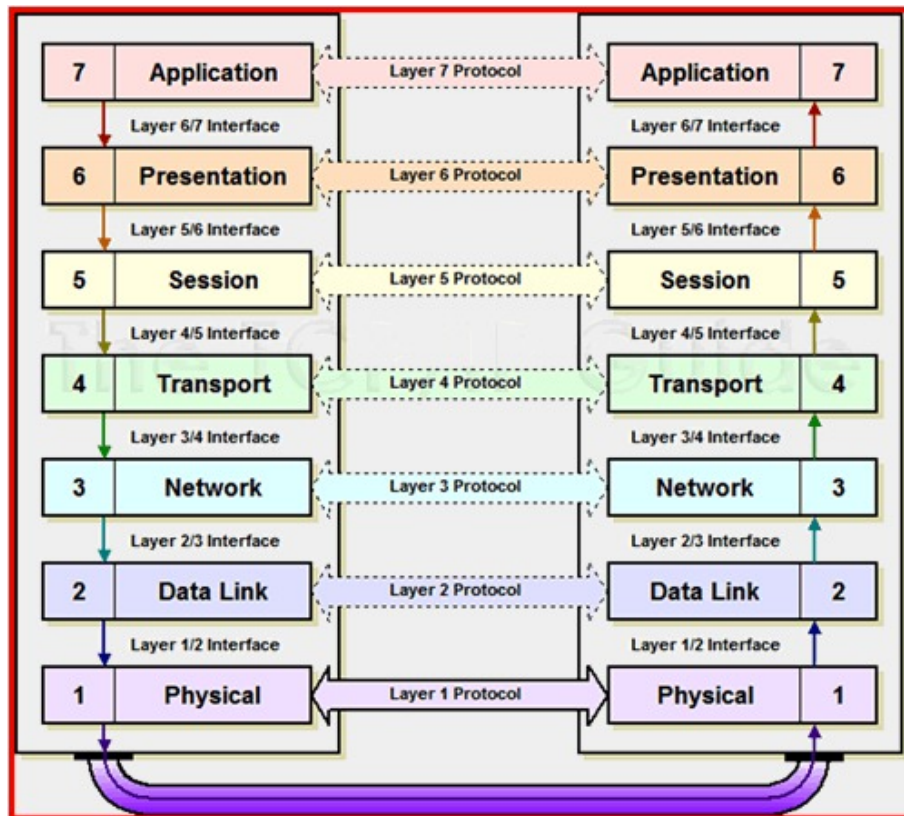 7 Application Layer 7 Protocol Application 7
Layer 6/7 Interface Layer 6/7 Interface
6 Presentation Layer 6 Protocol Presentation 6
Layer 5/6 Interface Layer 5/6 Interface
5 Session Layer 5 Protocol Session 5
Layer 4/5 Interface Layer 4/5 Interface
4 Transport Layer 4 Protocol Transport 4
Layer 3/4 Interface Layer 3/4 Interface
3 Network Layer 3 Protocol Network 3
Layer 2/3 Interface Layer 2/3 Interface
2 Data Link Layer 2 Protocol Data Link 2
Layer 1/2 Interface Layer 1/2 Interface
1 Physical Layer 1 Protocol Physical 1